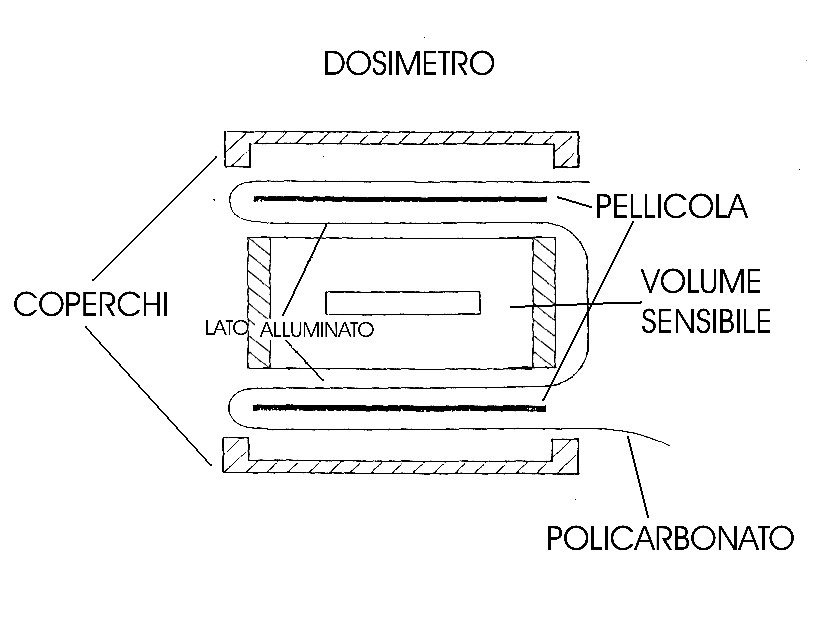 DOSIMETRO
PELLICOLA
VOLUME
SENSIBILE
COPERCHI
LATO ALLUMINATO
POLICARBONATO